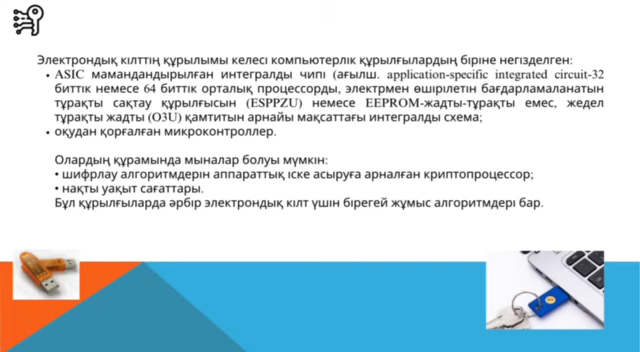 Электрондық кілттің құрылымы келесі компьютерлік құрылғылардың біріне негізделген:
• ASIC мамандандырылған интегралды чипі (ағылш. application-specific integrated circuit-32
биттік немесе 64 биттік орталық процессорды, электрмен өшірілетін бағдарламаланатын
тұрақты сақтау құрылғысын (ESPPZU) немесе EEPROM-жадты-тұрақты емес, жедел
тұрақты жадты (O3U) қамтитын арнайы мақсаттағы интегралды схема;
• оқудан қорғалған микроконтроллер.
Олардың құрамында мыналар болуы мүмкін:
• шифрлау алгоритмдерін аппараттық іске асыруға арналған криптопроцессор;
• нақты уақыт сағаттары.
Бұл құрылғыларда әрбір электрондық кілт үшін бірегей жұмыс алгоритмдері бар.